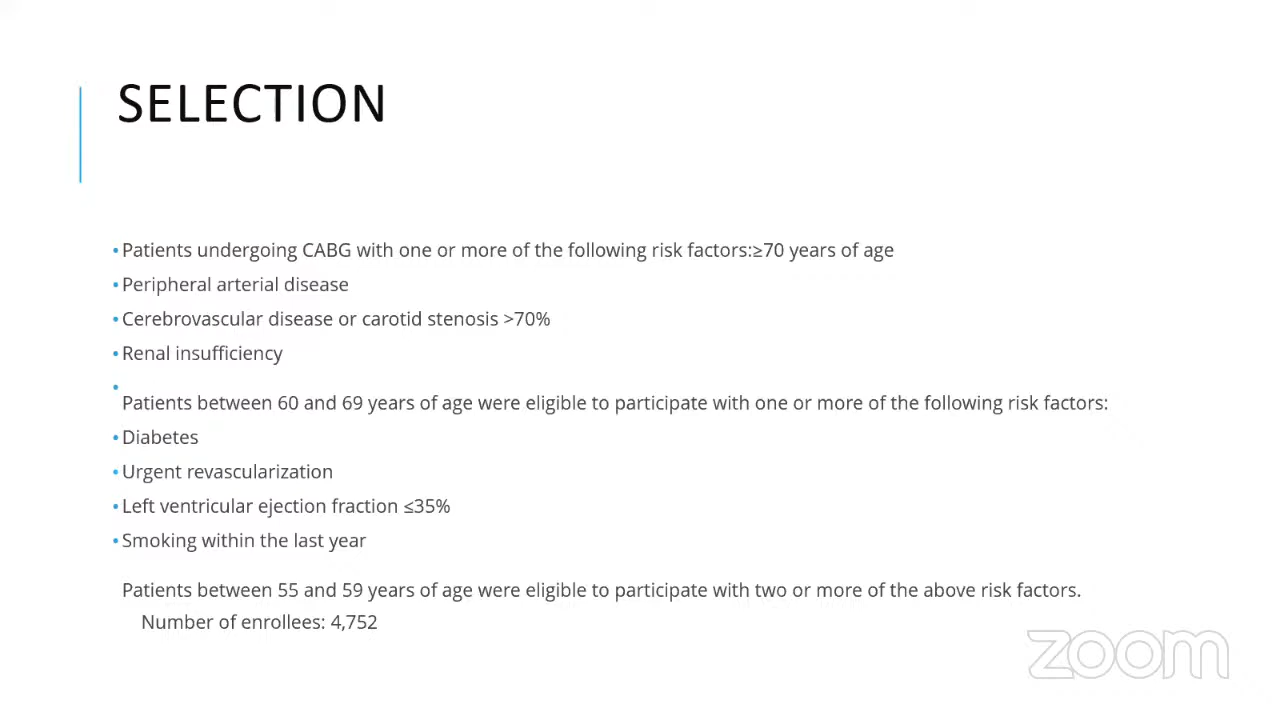 SELECTION
• Patients undergoing CABG with one or more of the following risk factors:≥70 years of age
• Peripheral arterial disease
• Cerebrovascular disease or carotid stenosis >70%
• Renal insufficiency
•
Patients between 60 and 69 years of age were eligible to participate with one or more of the following risk factors:
• Diabetes
• Urgent revascularization
• Left ventricular ejection fraction ≤35%
• Smoking within the last year
Patients between 55 and 59 years of age were eligible to participate with two or more of the above risk factors.
Number of enrollees: 4,752
zoom